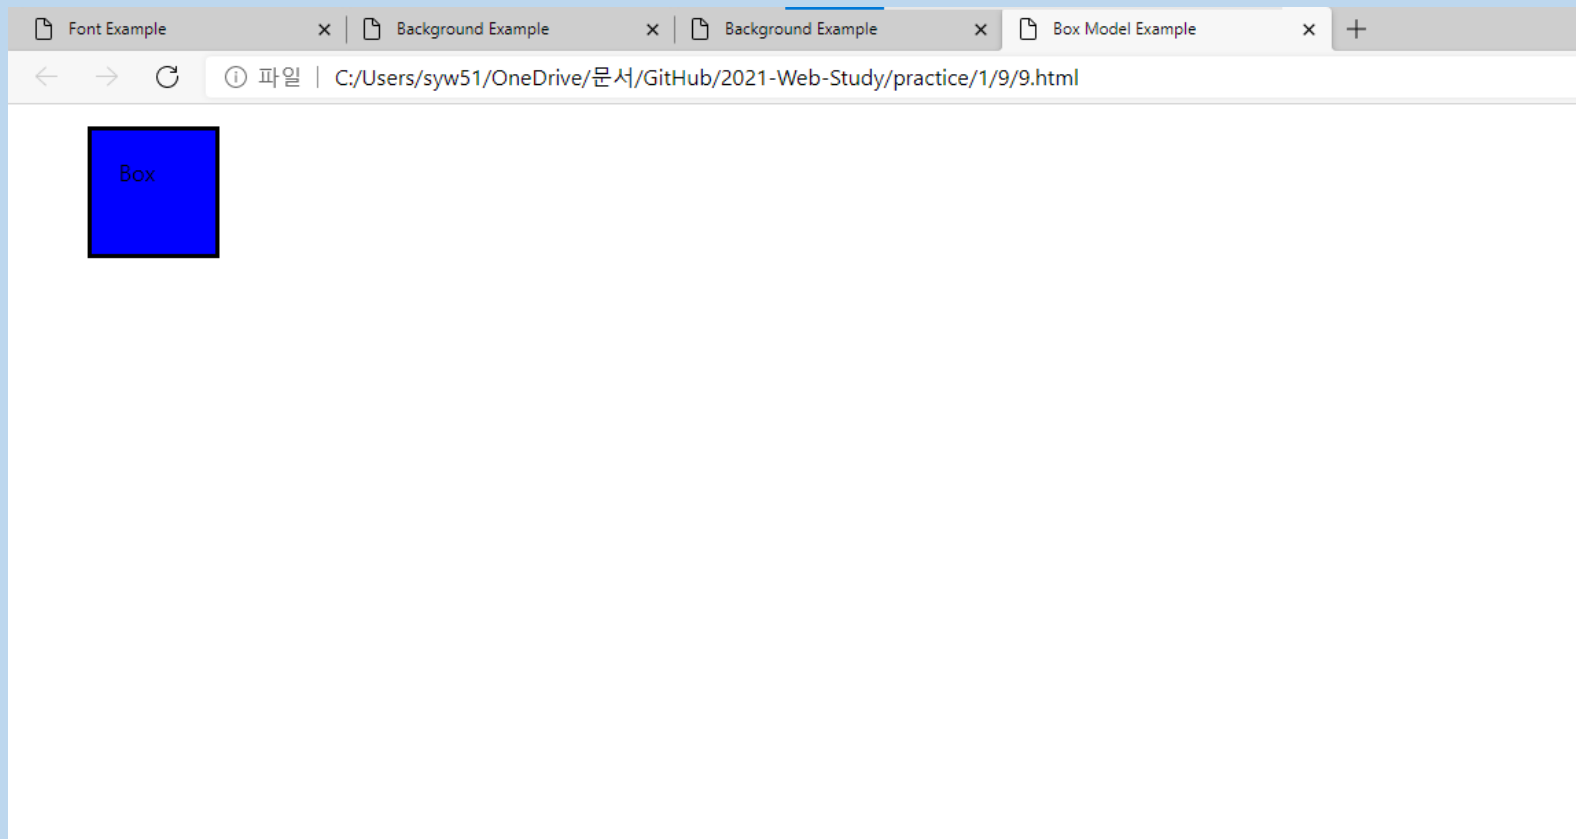 Font Example
Background Example
Background Example
Box Model Example
파일
C:/Users/syw51/OneDrive/문서/GitHub/2021-Web-Study/practice/1/9/9.html
Box